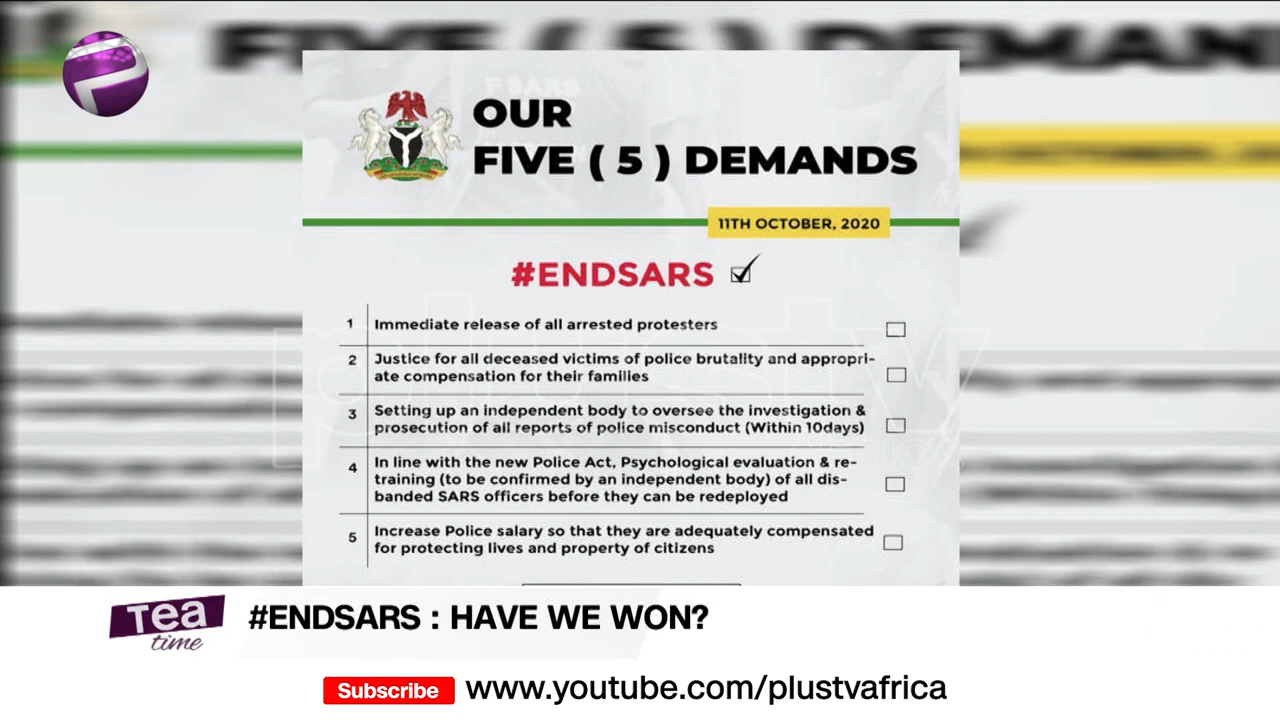 FIVE ( 5 ) DEMAN
OUR
FIVE ( 5 ) DEMANDS
11TH OCTOBER, 2020
#ENDSARS
1 Immediate release of all arrested protesters
2 Justice for all deceased victims of police brutality and appropri-
ate compensation for their families
3 Setting up an independent body to oversee the investigation &
prosecution of all reports of police misconduct (Within 10days)
4 In line with the new Police Act, Psychological evaluation & re-
training (to be confirmed by an independent body) of all dis-
banded SARS officers before they can be redeployed
5 Increase Police salary so that they are adequately compensated
for protecting lives and property of citizens
plustv
AFRICA
Tea
time
#ENDSARS : HAVE WE WON?
Subscribe www.youtube.com/plustvafrica